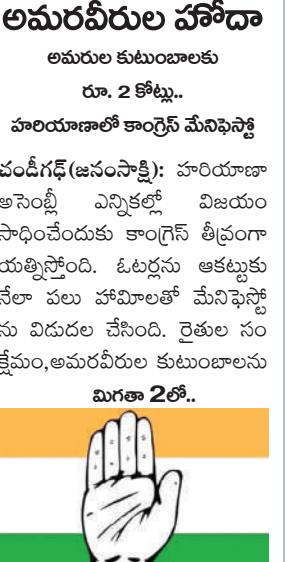 అమరవీరుల హోదా
అమరుల కుటుంబాలకు
రూ. 2 కోట్లు..
హరియాణాలో కాంగ్రెస్ మేనిఫెస్టో
చండీగఢ్(జనంసాక్షి): హరియాణా
అసెంబ్లీ ఎన్నికల్లో విజయం
సాధించేందుకు కాంగ్రెస్ తీవ్రంగా
యత్నిస్తోంది. ఓటర్లను ఆకట్టుకు
నేలా పలు హామీలతో మేనిఫెస్టో
ను విడుదల చేసింది. రైతుల సం
క్షేమం,అమరవీరుల కుటుంబాలను
మిగతా 2లో..